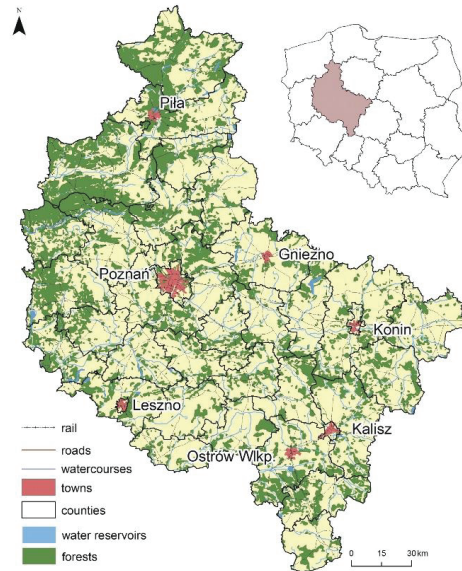 N
Piła
Gniezno
Poznań
Konin
Leszno
Kalisz
Ostrów Wlkp
rail
roads
watercourses
towns
counties
water reservoirs
forests
0 15 30 km